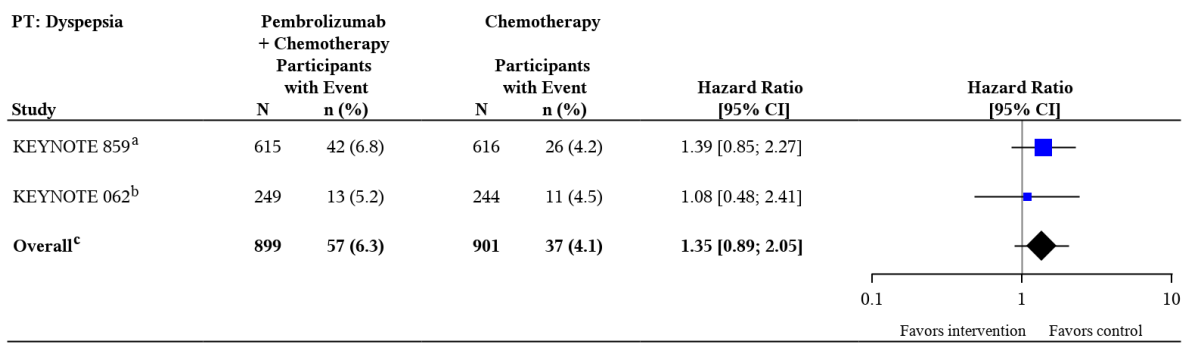 PT: Dyspepsia Pembrolizumab Chemotherapy
+ Chemotherapy
Participants Participants
with Event with Event Hazard Ratio Hazard Ratio
Study N n (%) N n (%) [95% CI] [95% CI]
KEYNOTE 859a 615 42 (6.8) 616 26 (4.2) 1.39 [0.85; 2.27]
KEYNOTE 062b 249 13 (5.2) 244 11 (4.5) 1.08 [0.48; 2.41]
Overallc 899 57 (6.3) 901 37 (4.1) 1.35 [0.89; 2.05]
0.1 1 10
Favors intervention Favors control